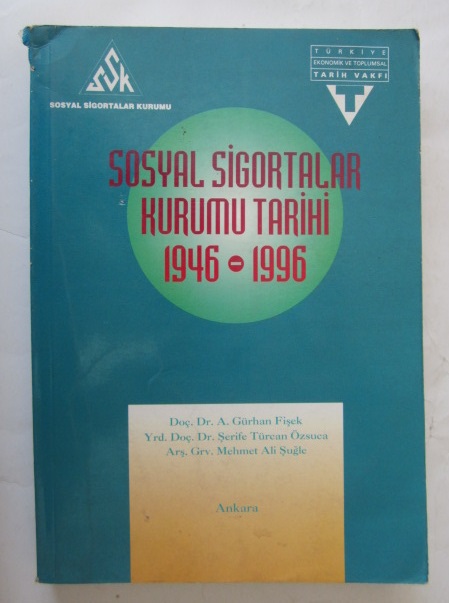 SSK
SOSYAL SİGORTALAR KURUMU
TÜRKİYE
EKONOMİK VE TOPLUMSAL
TARİH VAKFI
T
SOSYAL SİGORTALAR
KURUMU TARİHİ
1946 - 1996
Doç. Dr. A. Gürhan Fişek
Yrd. Doç. Dr. Şerife Türcan Özsuca
Arş. Grv. Mehmet Ali Şuğle
Ankara